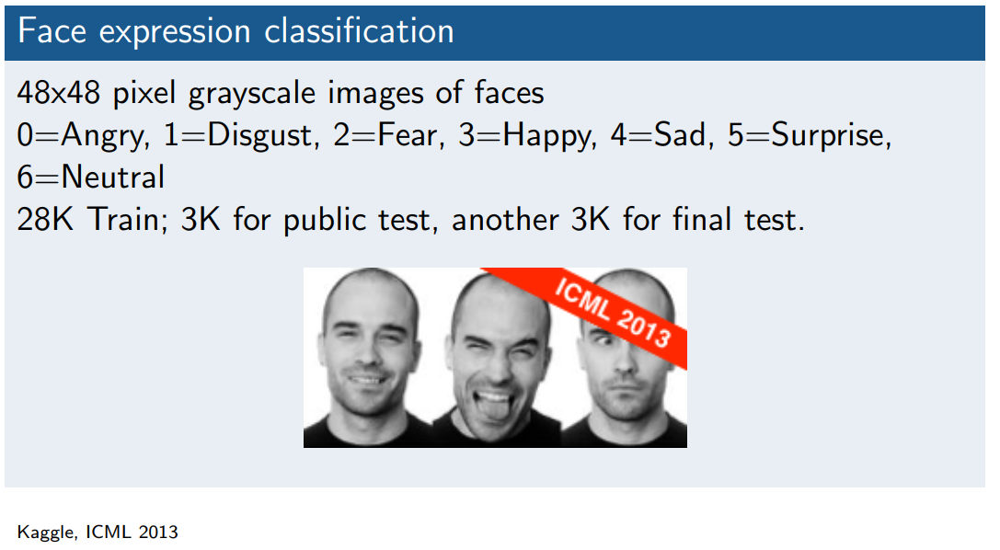 Face expression classification
48x48 pixel grayscale images of faces
0=Angry, 1=Disgust, 2=Fear, 3=Happy, 4=Sad, 5=Surprise,
6=Neutral
28K Train; 3K for public test, another 3K for final test.
ICML 2013
Kaggle, ICML 2013